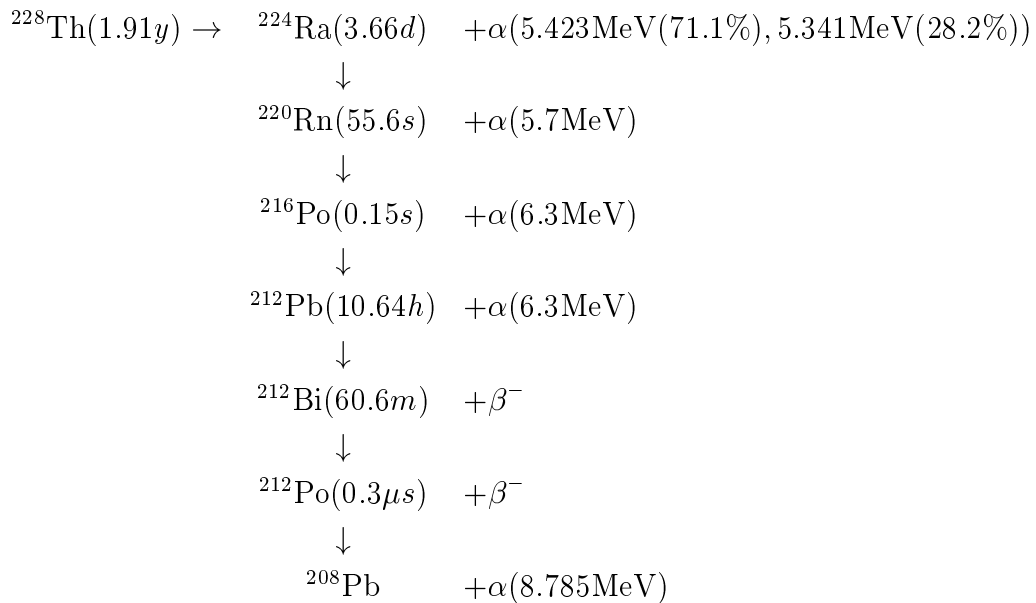 ²²⁸Th(1.91y) → ²²⁴Ra(3.66d) +α(5.423MeV(71.1%), 5.341MeV(28.2%))
↓
²²⁰Rn(55.6s) +α(5.7MeV)
↓
²¹⁶Po(0.15s) +α(6.3MeV)
↓
²¹²Pb(10.64h) +α(6.3MeV)
↓
²¹²Bi(60.6m) +β⁻
↓
²¹²Po(0.3μs) +β⁻
↓
²⁰⁸Pb +α(8.785MeV)